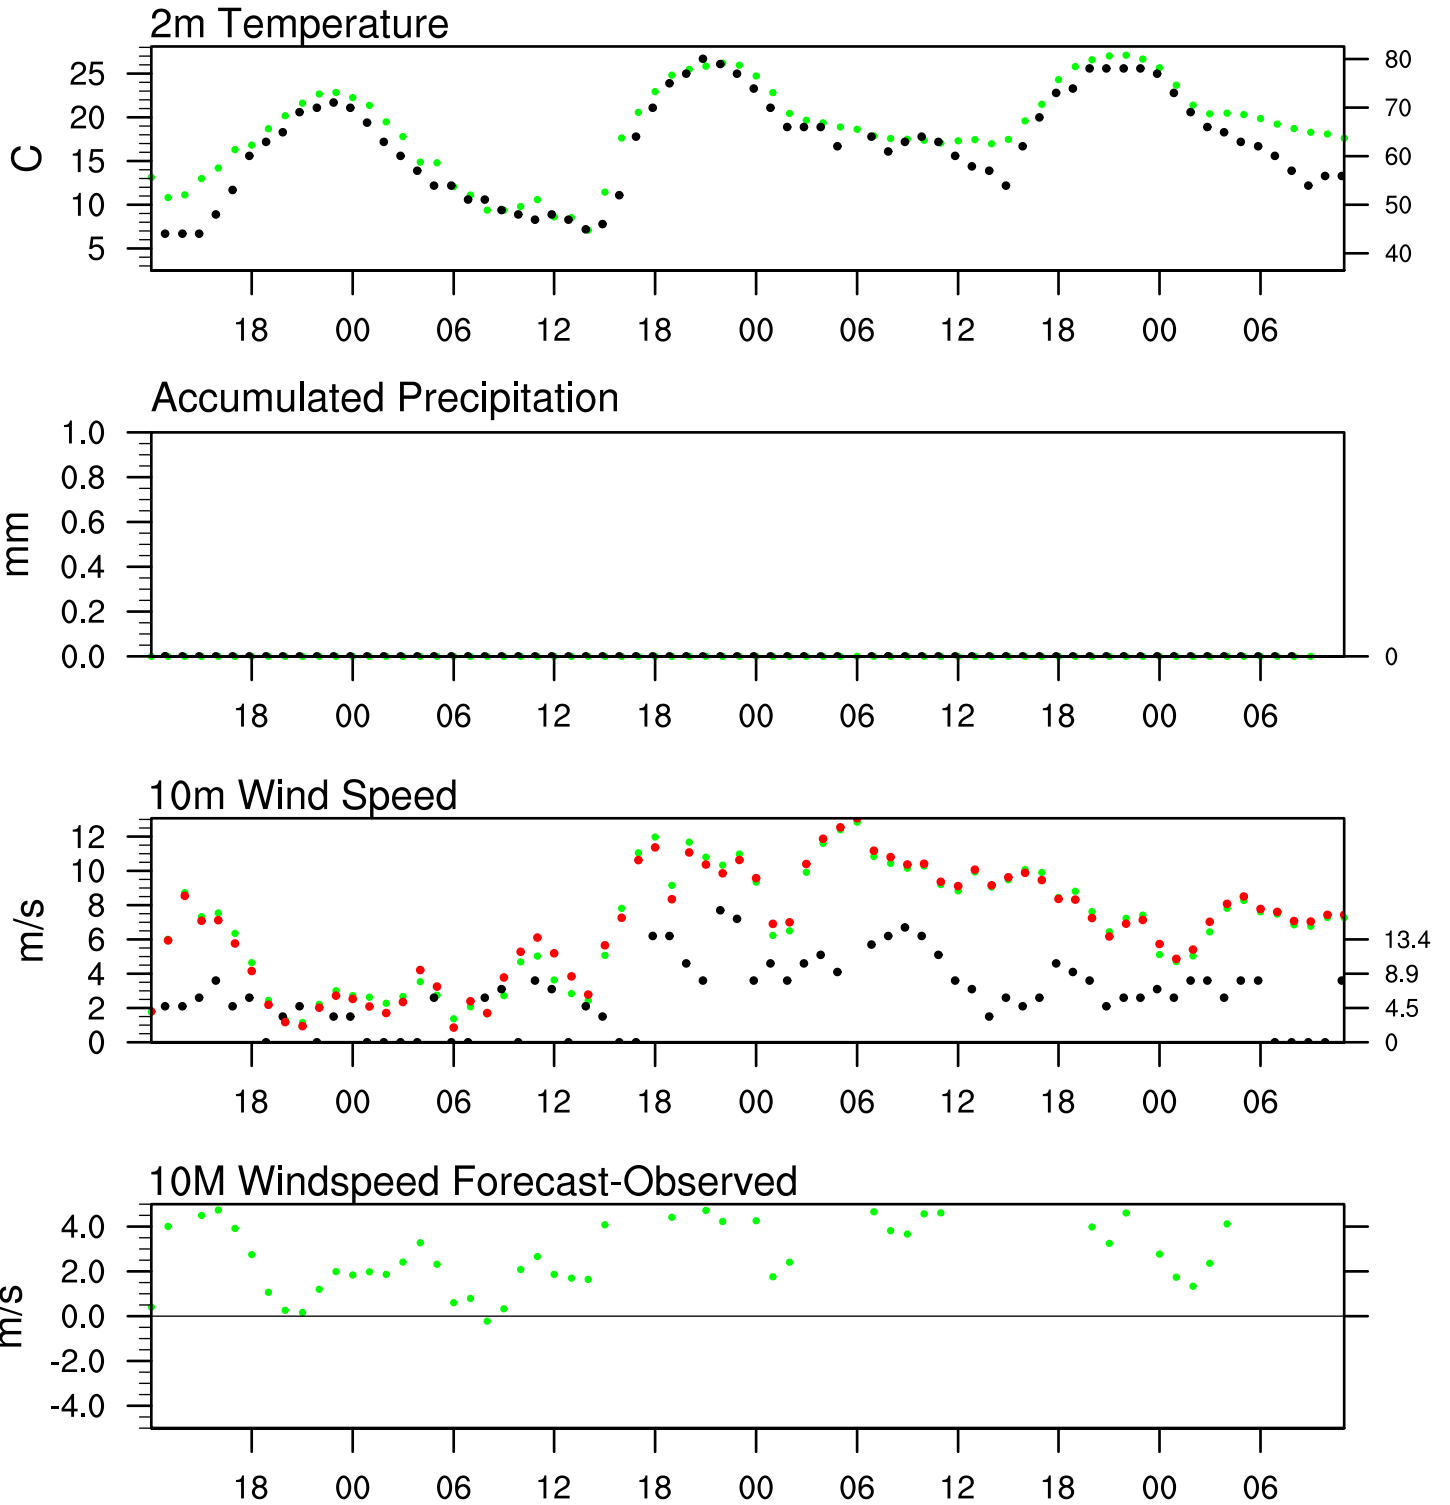 2m Temperature
25
20
15
10
5
C
80
70
60
50
40
18 00 06 12 18 00 06 12 18 00 06
Accumulated Precipitation
1.0
0.8
0.6
0.4
0.2
0.0
mm
0
18 00 06 12 18 00 06 12 18 00 06
10m Wind Speed
12
10
8
6
4
2
0
m/s
13.4
8.9
4.5
0
18 00 06 12 18 00 06 12 18 00 06
10M Windspeed Forecast-Observed
4.0
2.0
0.0
-2.0
-4.0
m/s
18 00 06 12 18 00 06 12 18 00 06